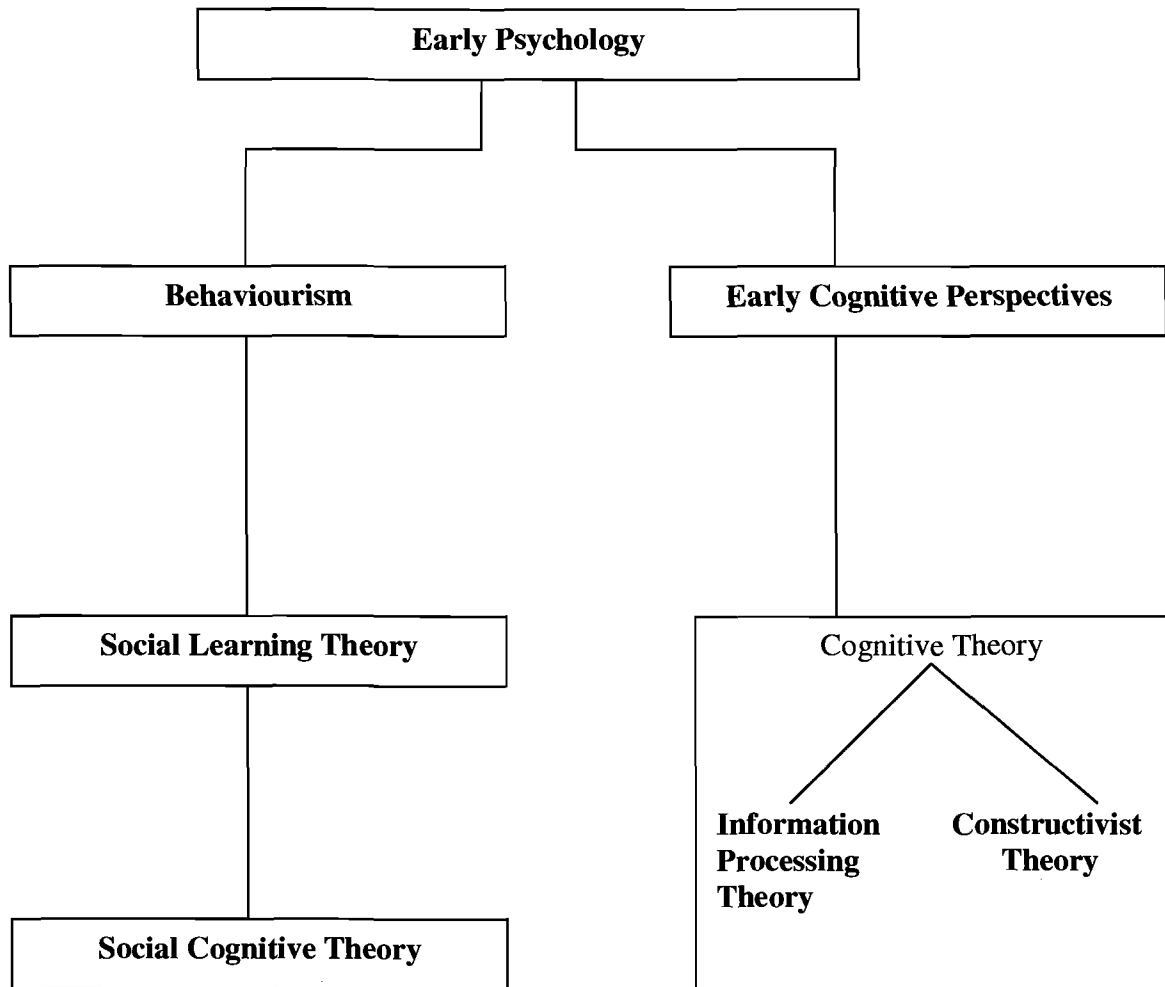 Early Psychology
Behaviourism
Early Cognitive Perspectives
Social Learning Theory
Cognitive Theory
Information
Processing
Theory
Constructivist
Theory
Social Cognitive Theory